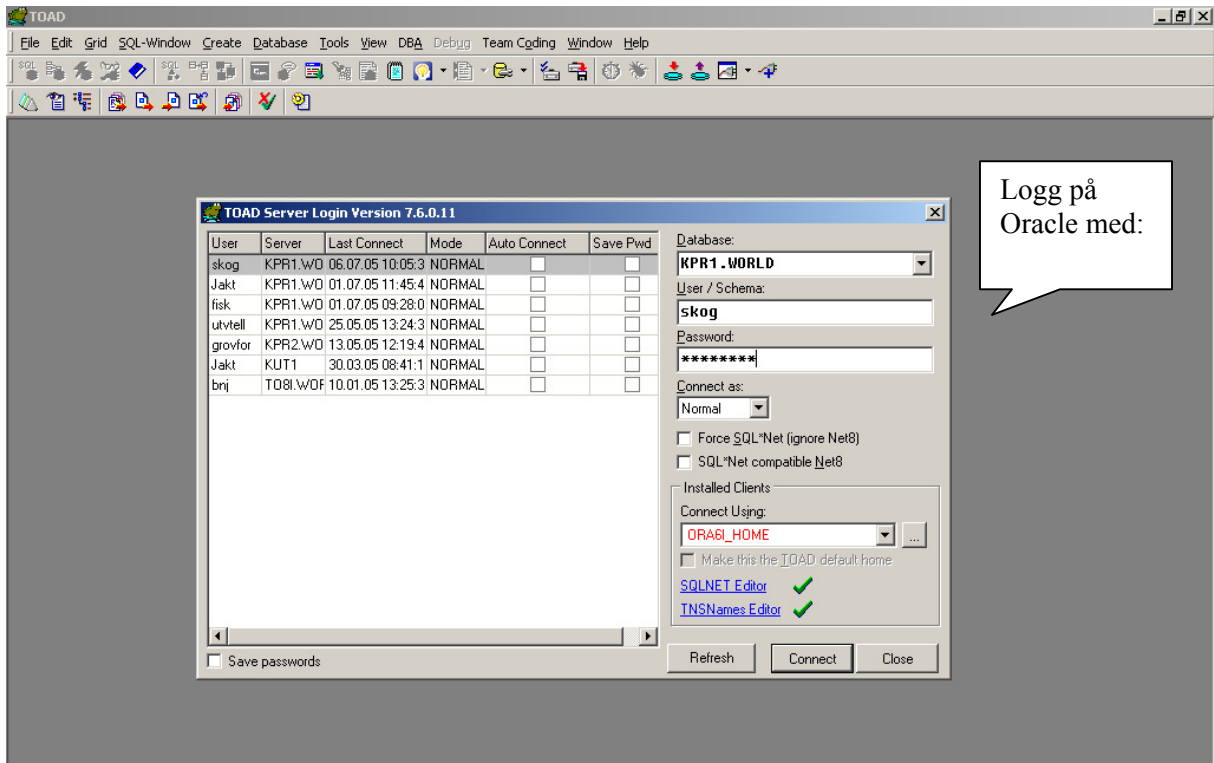 TOAD
File Edit Grid SQL-Window Create Database Tools View DBA Debug Team Coding Window Help
Logg på
Oracle med:
TOAD Server Login Version 7.6.0.11
User Server Last Connect Mode Auto Connect Save Pwd
skog KPR1.WO 06.07.05 10:05:3 NORMAL
Jakt KPR1.WO 01.07.05 11:45:4 NORMAL
fisk KPR1.WO 01.07.05 09:28:0 NORMAL
utvtell KPR1.WO 25.05.05 13:24:3 NORMAL
grovfor KPR2.WO 13.05.05 12:19:4 NORMAL
Jakt KUT1 30.03.05 08:41:1 NORMAL
bnj TO8I.WOR 10.01.05 13:25:3 NORMAL
Save passwords
Database:
KPR1.WORLD
User / Schema:
skog
Password:
********
Connect as:
Normal
Force SQL*Net (ignore Net8)
SQL*Net compatible Net8
Installed Clients
Connect Using:
ORA6I_HOME
...
Make this the TOAD default home
SQLNET Editor
TNSNames Editor
Refresh Connect Close